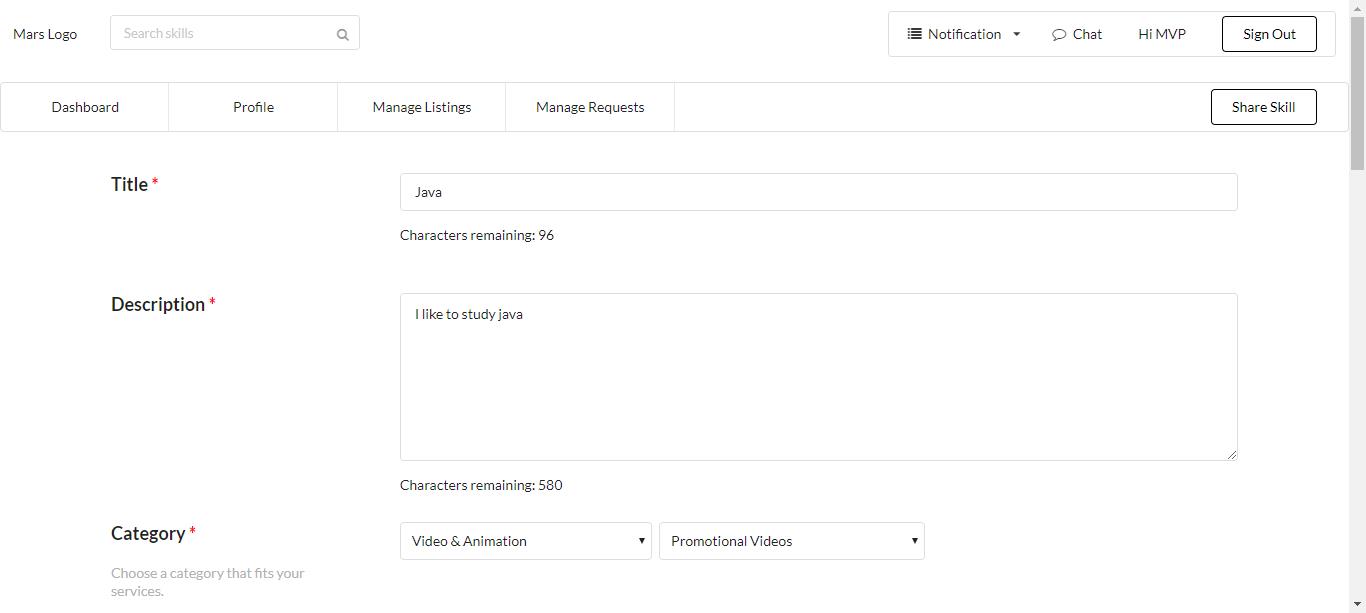 Mars Logo
Search skills
Notification
Chat
Hi MVP
Sign Out
Dashboard
Profile
Manage Listings
Manage Requests
Share Skill
Title *
Java
Characters remaining: 96
Description *
I like to study java
Characters remaining: 580
Category *
Video & Animation
Promotional Videos
Choose a category that fits your
services.